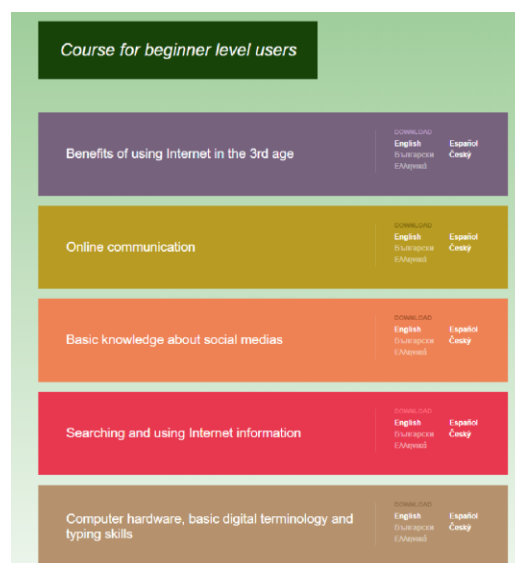 Course for beginner level users
DOWNLOAD
English Español
Benefits of using Internet in the 3rd age
Български Český
Ελληνικά
DOWNLOAD
English Español
Online communication
Български Český
Ελληνικά
DOWNLOAD
English Español
Basic knowledge about social medias
Български Český
Ελληνικά
DOWNLOAD
English Español
Searching and using Internet information
Български Český
Ελληνικά
DOWNLOAD
English Español
Computer hardware, basic digital terminology and
typing skills
Български Český
Ελληνικά